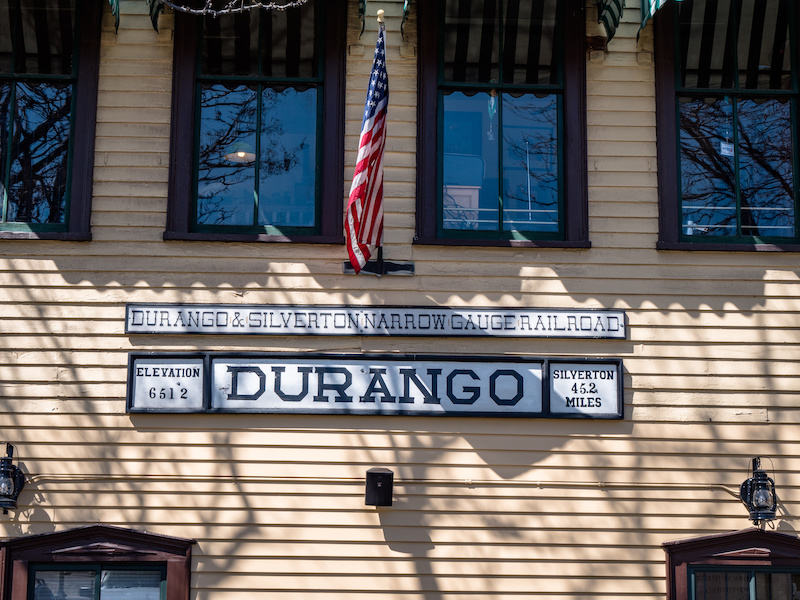 DURANGO & SILVERTON NARROW GAUGE RAILROAD
ELEVATION
6512
DURANGO
SILVERTON
45.2
MILES